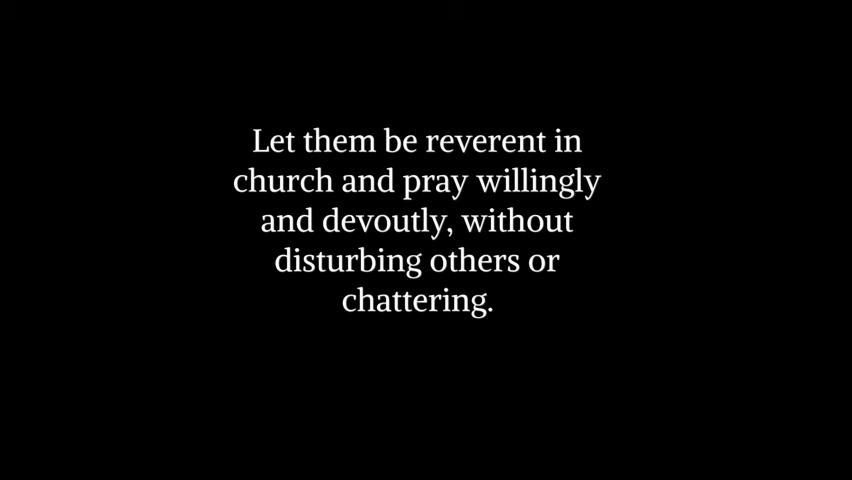 Let them be reverent in
church and pray willingly
and devoutly, without
disturbing others or
chattering.